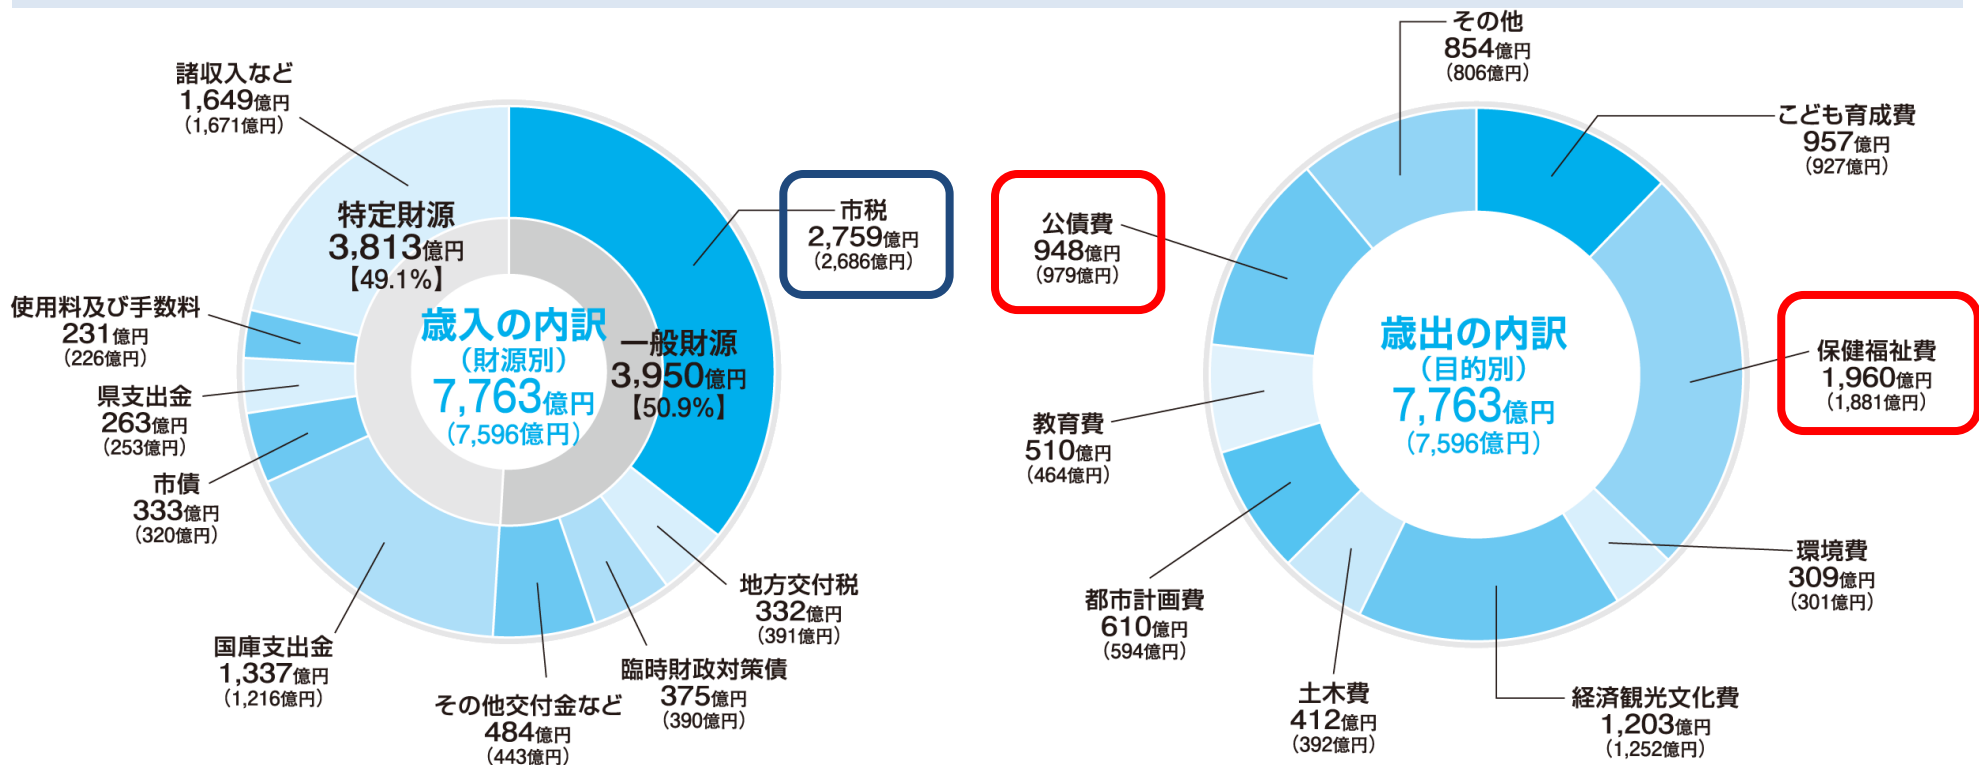 諸収入など
1,649億円
(1,671億円)
特定財源
3,813億円
【49.1%】
使用料及び手数料
231億円
(226億円)
県支出金
263億円
(253億円)
市債
333億円
(320億円)
国庫支出金
1,337億円
(1,216億円)
歳入の内訳
(財源別)
7,763億円
(7,596億円)
一般財源
3,950億円
【50.9%】
市税
2,759億円
(2,686億円)
地方交付税
332億円
(391億円)
臨時財政対策債
375億円
(390億円)
その他交付金など
484億円
(443億円)
その他
854億円
(806億円)
こども育成費
957億円
(927億円)
公債費
948億円
(979億円)
歳出の内訳
(目的別)
7,763億円
(7,596億円)
保健福祉費
1,960億円
(1,881億円)
教育費
510億円
(464億円)
環境費
309億円
(301億円)
都市計画費
610億円
(594億円)
土木費
412億円
(392億円)
経済観光文化費
1,203億円
(1,252億円)